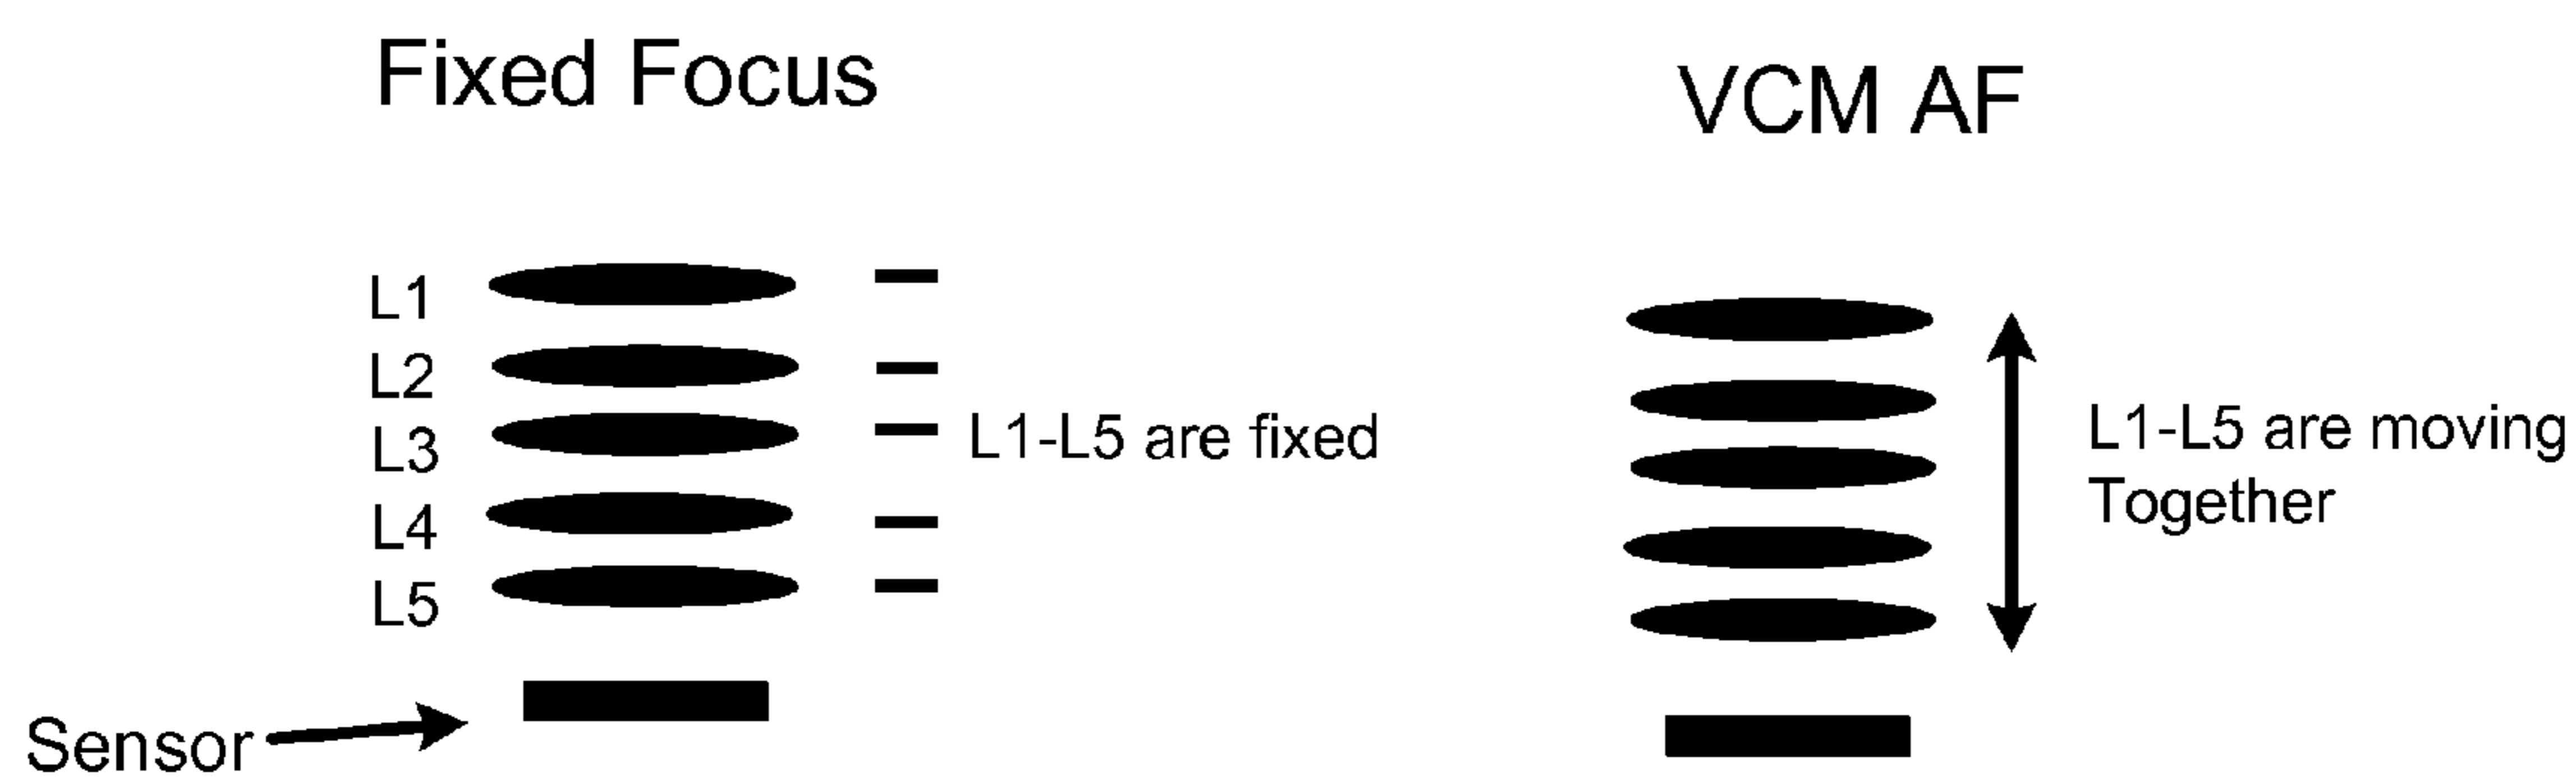 Fixed Focus
L1
L2
L3
L4
L5
L1-L5 are fixed
Sensor
VCM AF
L1-L5 are moving
Together